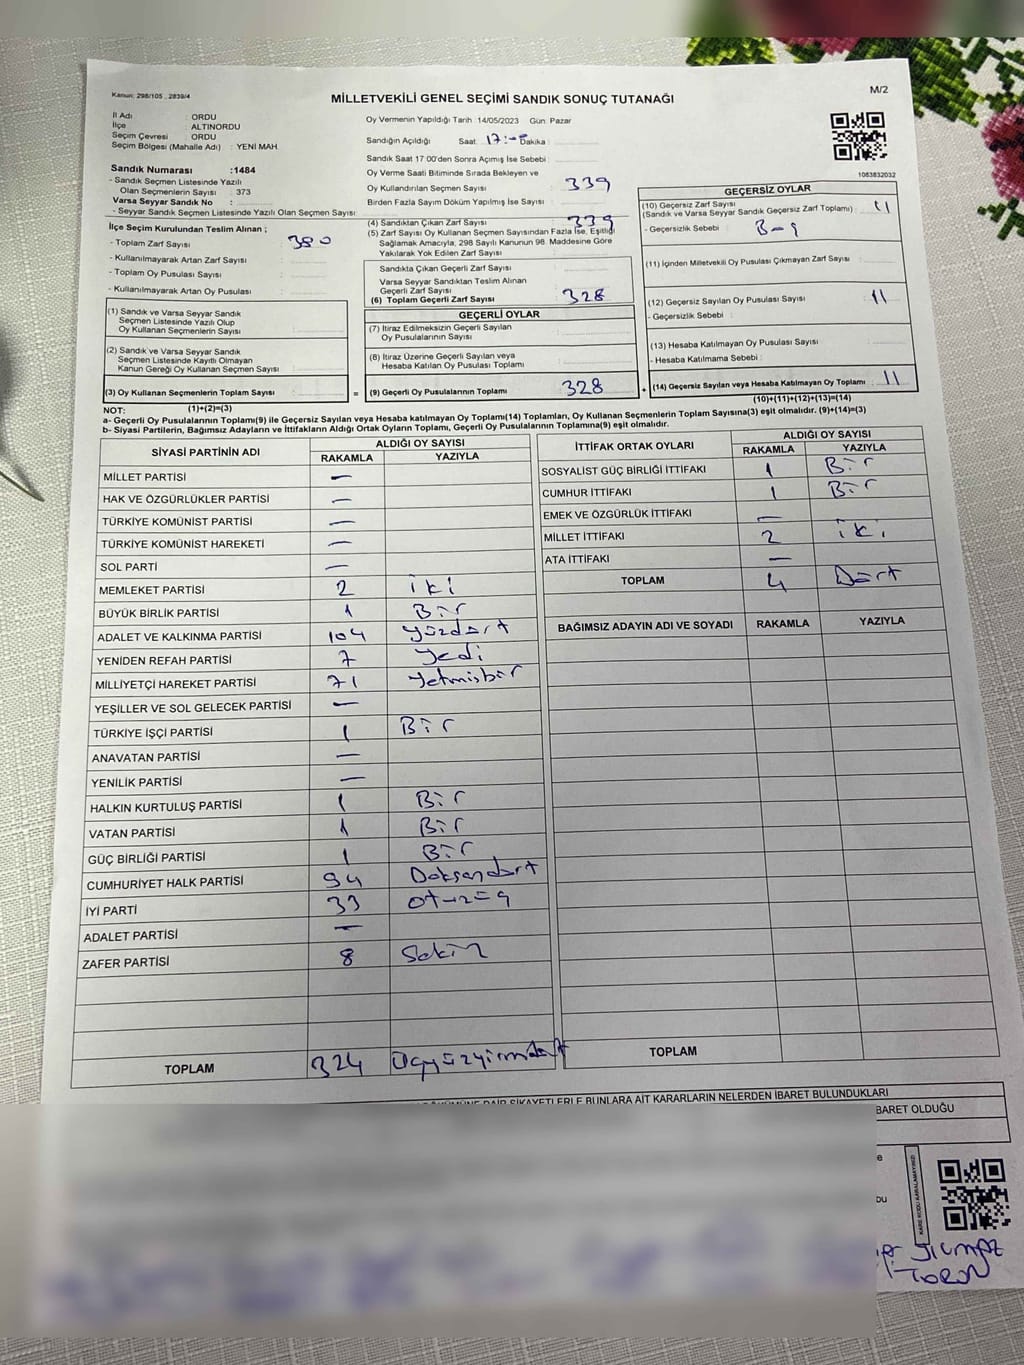 Kanun: 298/105 , 2839/4
MİLLETVEKİLİ GENEL SEÇİMİ SANDIK SONUÇ TUTANAĞI
M/2
İl Adı : ORDU
İlçe : ALTINORDU
Seçim Çevresi : ORDU
Seçim Bölgesi (Mahalle Adı) : YENİ MAH.
Sandık Numarası :1484
- Sandık Seçmen Listesinde Yazılı
Olan Seçmenlerin Sayısı : 373
Varsa Seyyar Sandık No :
- Seyyar Sandık Seçmen Listesinde Yazılı Olan Seçmen Sayısı:
İlçe Seçim Kurulundan Teslim Alınan ;
- Toplam Zarf Sayısı : 380
- Kullanılmayarak Artan Zarf Sayısı :
- Toplam Oy Pusulası Sayısı :
- Kullanılmayarak Artan Oy Pusulası :
Oy Vermenin Yapıldığı Tarih : 14/05/2023 Gün: Pazar
Sandığın Açıldığı Saat: 17:- Dakika :
Sandık Saat 17 00'den Sonra Açımış İse Sebebi :
Oy Verme Saati Bitiminde Sırada Bekleyen ve
Oy Kullandırılan Seçmen Sayısı : 339
Birden Fazla Sayım Döküm Yapılmış İse Sayısı :
(4) Sandıktan Çıkan Zarf Sayısı : 339
(5) Zarf Sayısı Oy Kullanan Seçmen Sayısından Fazla İse, Eşitliği
Sağlamak Amacıyla, 298 Sayılı Kanunun 98. Maddesine Göre
Yakılarak Yok Edilen Zarf Sayısı :
Sandıkta Çıkan Geçerli Zarf Sayısı :
Varsa Seyyar Sandıktan Teslim Alınan
Geçerli Zarf Sayısı
(6) Toplam Geçerli Zarf Sayısı : 328
1083832032
GEÇERSİZ OYLAR
(10) Geçersiz Zarf Sayısı
(Sandık ve Varsa Seyyar Sandık Geçersiz Zarf Toplamı) : 11
- Geçersizlik Sebebi :
(11) İçinden Milletvekili Oy Pusulası Çıkmayan Zarf Sayısı :
(12) Geçersiz Sayılan Oy Pusulası Sayısı : 11
- Geçersizlik Sebebi :
(13) Hesaba Katılmayan Oy Pusulası Sayısı :
- Hesaba Katılmama Sebebi :
(14) Geçersiz Sayılan veya Hesaba Katılmayan Oy Toplamı : 11
(10)+(11)+(12)+(13)=(14)
(1) Sandık ve Varsa Seyyar Sandık
Seçmen Listesinde Yazılı Olup
Oy Kullanan Seçmenlerin Sayısı :
(2) Sandık ve Varsa Seyyar Sandık
Seçmen Listesinde Kayıtlı Olmayan
Kanun Gereği Oy Kullanan Seçmen Sayısı :
(3) Oy Kullanan Seçmenlerin Toplam Sayısı : =
(1)+(2)=(3)
GEÇERLİ OYLAR
(7) İtiraz Edilmeksizin Geçerli Sayılan
Oy Pusulalarının Sayısı :
(8) İtiraz Üzerine Geçerli Sayılan veya
Hesaba Katılan Oy Pusulası Toplamı :
(9) Geçerli Oy Pusulalarının Toplamı : 328 +
NOT:
a- Geçerli Oy Pusulalarının Toplamı(9) ile Geçersiz Sayılan veya Hesaba katılmayan Oy Toplamı(14) Toplamları, Oy Kullanan Seçmenlerin Toplam Sayısına(3) eşit olmalıdır. (9)+(14)=(3)
b- Siyasi Partilerin, Bağımsız Adayların ve İttifakların Aldığı Ortak Oyların Toplamı, Geçerli Oy Pusulalarının Toplamına(9) eşit olmalıdır.
SİYASİ PARTİNİN ADI ALDIĞI OY SAYISI
RAKAMLA YAZIYLA
MİLLET PARTİSİ —
HAK VE ÖZGÜRLÜKLER PARTİSİ —
TÜRKİYE KOMÜNİST PARTİSİ —
TÜRKİYE KOMÜNİST HAREKETİ —
SOL PARTİ —
MEMLEKET PARTİSİ 2 iki
BÜYÜK BİRLİK PARTİSİ 1 Bir
ADALET VE KALKINMA PARTİSİ 104 yüzdört
YENİDEN REFAH PARTİSİ 7 yedi
MİLLİYETÇİ HAREKET PARTİSİ 71 yetmişbir
YEŞİLLER VE SOL GELECEK PARTİSİ —
TÜRKİYE İŞÇİ PARTİSİ 1 Bir
ANAVATAN PARTİSİ —
YENİLİK PARTİSİ —
HALKIN KURTULUŞ PARTİSİ 1 Bir
VATAN PARTİSİ 1 Bir
GÜÇ BİRLİĞİ PARTİSİ 1 Bir
CUMHURİYET HALK PARTİSİ 94 Doksandört
İYİ PARTİ 33 otuzüç
ADALET PARTİSİ —
ZAFER PARTİSİ 8 Sekiz
TOPLAM 324 Üçyüzyirmidört
İTTİFAK ORTAK OYLARI ALDIĞI OY SAYISI
RAKAMLA YAZIYLA
SOSYALİST GÜÇ BİRLİĞİ İTTİFAKI 1 Bir
CUMHUR İTTİFAKI 1 Bir
EMEK VE ÖZGÜRLÜK İTTİFAKI —
MİLLET İTTİFAKI 2 iki
ATA İTTİFAKI —
TOPLAM 4 Dört
BAĞIMSIZ ADAYIN ADI VE SOYADI RAKAMLA YAZIYLA
TOPLAM
DAİR ŞİKAYETLERLE BUNLARA AİT KARARLARIN NELERDEN İBARET BULUNDUKLARI
BARET OLDUĞU
KARE KODU KARALAMAYINIZ!